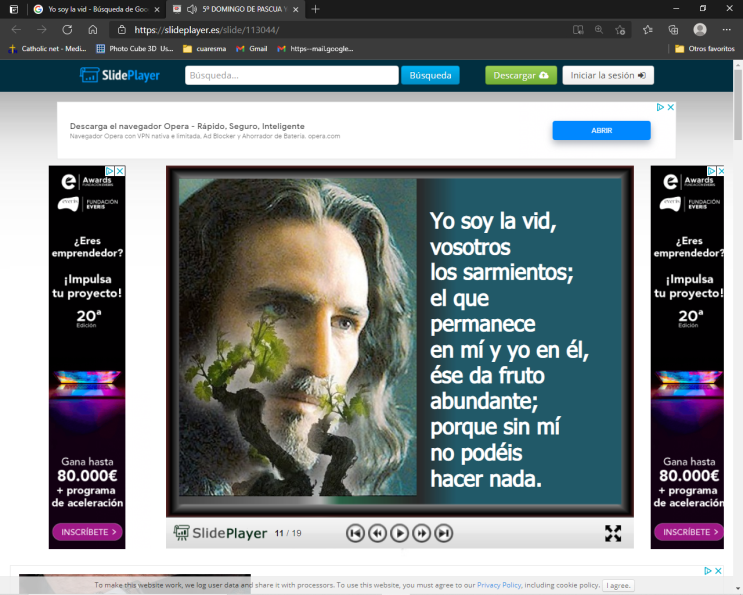 Yo soy la vid - Búsqueda de Goo
5º DOMINGO DE PASCUA Y
https://slideplayer.es/slide/113044/
Catholic net - Medi...
Photo Cube 3D Us...
cuaresma
Gmail
https--mail.google...
Otros favoritos
SlidePlayer
Búsqueda...
Búsqueda
Descargar
Iniciar la sesión
Descarga el navegador Opera - Rápido, Seguro, Inteligente
Navegador Opera con VPN nativa e ilimitada, Ad Blocker y Ahorrador de Batería. opera.com
ABRIR
e Awards
FUNDACIÓN EVERIS
everis FUNDACIÓN
EVERIS
¿Eres
emprendedor?
¡Impulsa
tu proyecto!
20ª
Edición
Gana hasta
80.000€
+ programa
de aceleración
INSCRÍBETE >
Yo soy la vid,
vosotros
los sarmientos;
el que
permanece
en mí y yo en él,
ése da fruto
abundante;
porque sin mí
no podéis
hacer nada.
SlidePlayer 11 / 19
e Awards
FUNDACIÓN EVERIS
everis FUNDACIÓN
EVERIS
¿Eres
emprendedor?
¡Impulsa
tu proyecto!
20ª
Edición
Gana hasta
80.000€
+ programa
de aceleración
INSCRÍBETE >
To make this website work, we log user data and share it with processors. To use this website, you must agree to our Privacy Policy, including cookie policy. I agree.